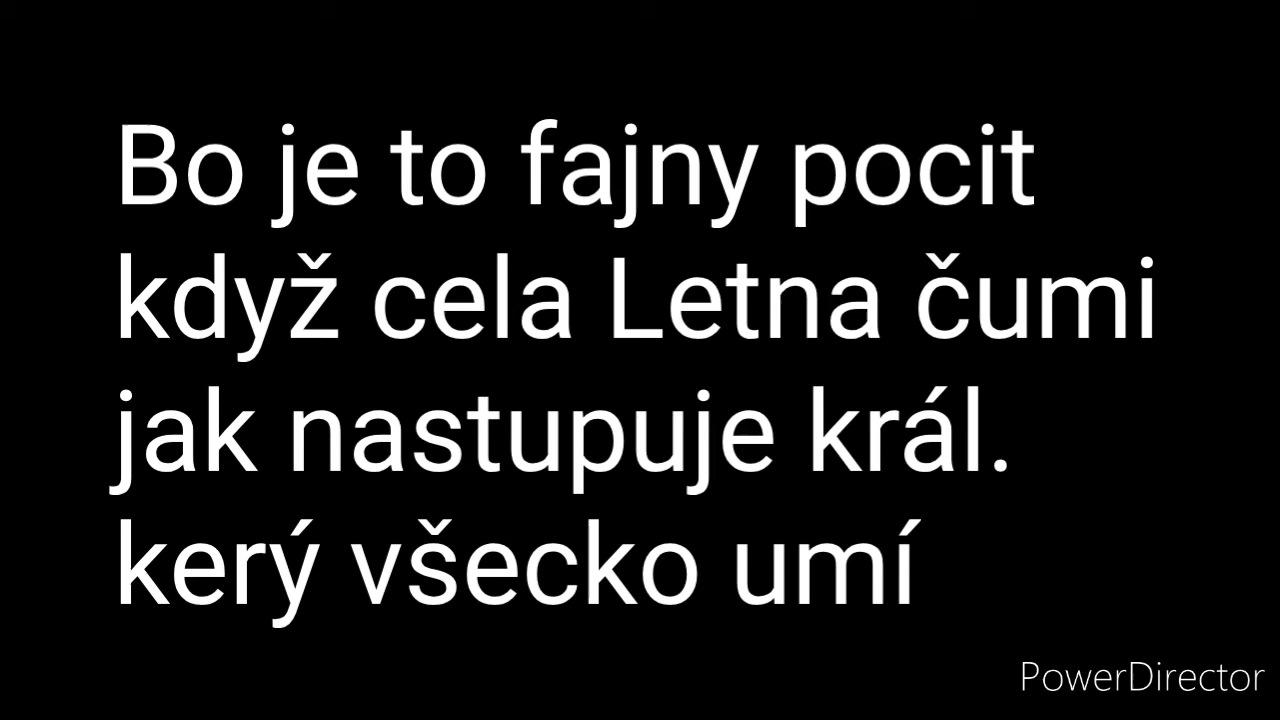 Bo je to fajny pocit
když cela Letna čumi
jak nastupuje král.
kerý všecko umí
PowerDirector